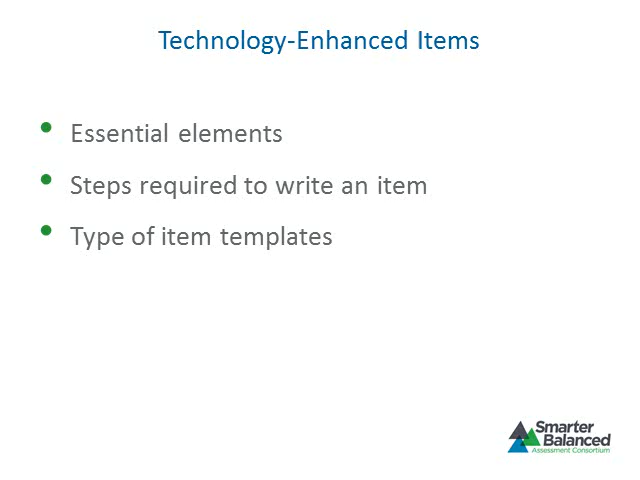 Technology-Enhanced Items
• Essential elements
• Steps required to write an item
• Type of item templates
Smarter
Balanced
Assessment Consortium